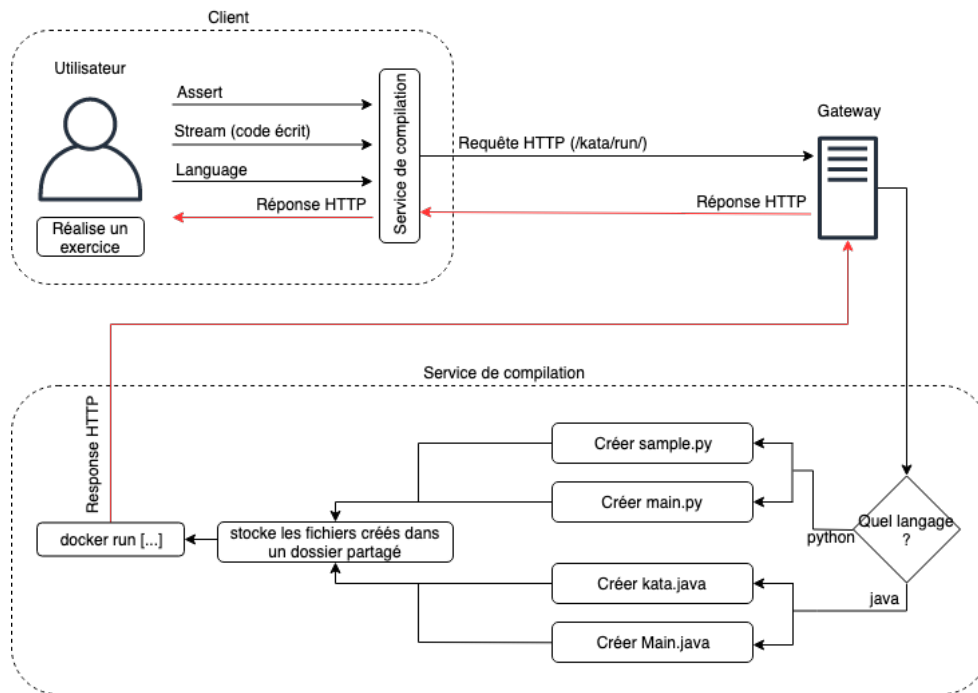 Client
Utilisateur
Assert
Stream (code écrit)
Language
Réponse HTTP
Réalise un
exercice
Service de compilation
Requête HTTP (/kata/run/)
Réponse HTTP
Gateway
Service de compilation
Response HTTP
Créer sample.py
Créer main.py
Quel langage
?
python
java
docker run [...]
stocke les fichiers créés dans
un dossier partagé
Créer kata.java
Créer Main.java